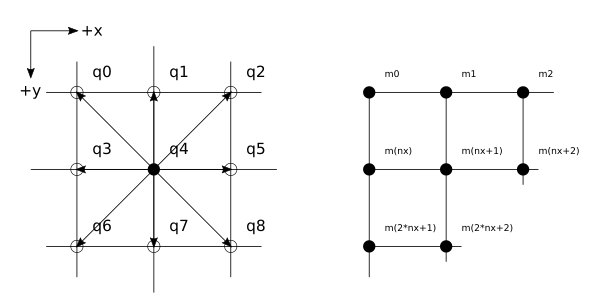 +x
+y
q0 q1 q2
q3 q4 q5
q6 q7 q8
m0 m1 m2
m(nx) m(nx+1) m(nx+2)
m(2*nx+1) m(2*nx+2)